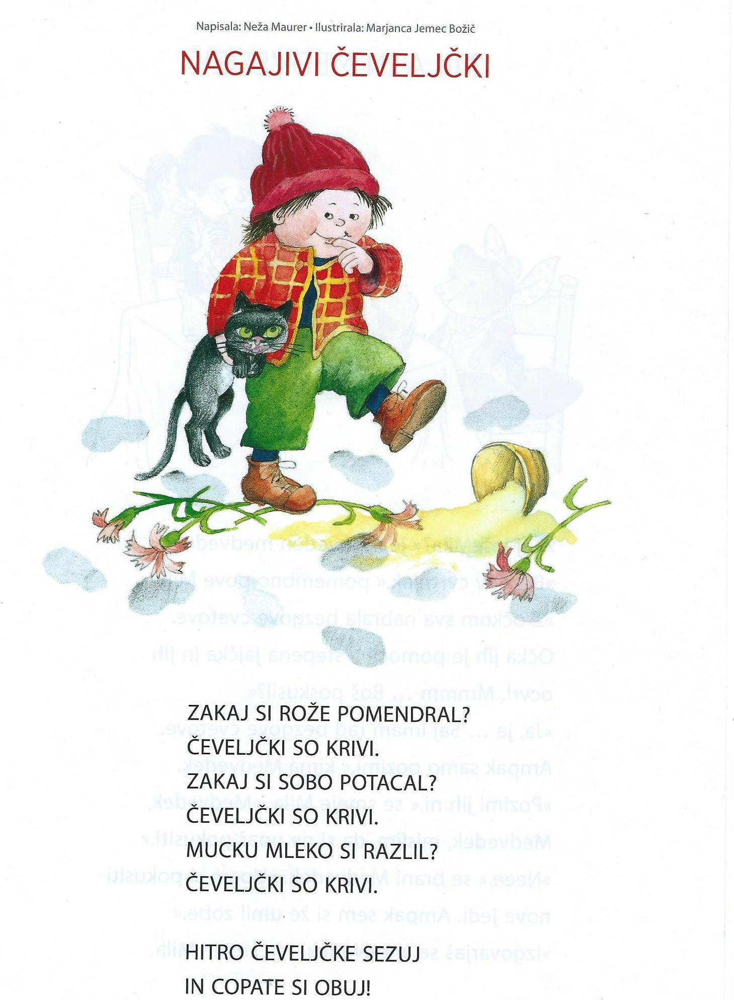 Napisala: Neža Maurer • Ilustrirala: Marjanca Jemec Božič
NAGAJIVI ČEVELJČKI
ZAKAJ SI ROŽE POMENDRAL?
ČEVELJČKI SO KRIVI.
ZAKAJ SI SOBO POTACAL?
ČEVELJČKI SO KRIVI.
MUCKU MLEKO SI RAZLIL?
ČEVELJČKI SO KRIVI.
HITRO ČEVELJČKE SEZUJ
IN COPATE SI OBUJ!